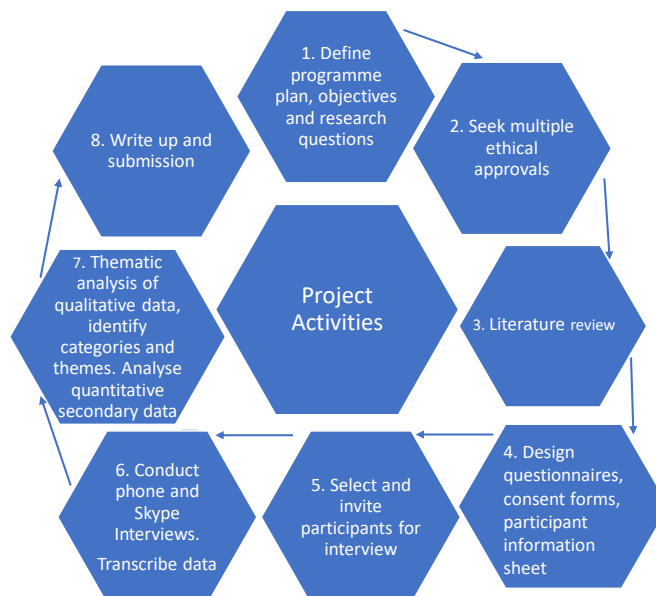 1. Define
programme
plan, objectives
and research
questions
2. Seek multiple
ethical
approvals
3. Literature review
4. Design
questionnaires,
consent forms,
participant
information
sheet
5. Select and
invite
participants for
interview
6. Conduct
phone and
Skype
Interviews.
Transcribe data
7. Thematic
analysis of
qualitative data,
identify
categories and
themes. Analyse
quantitative
secondary data
8. Write up and
submission
Project
Activities